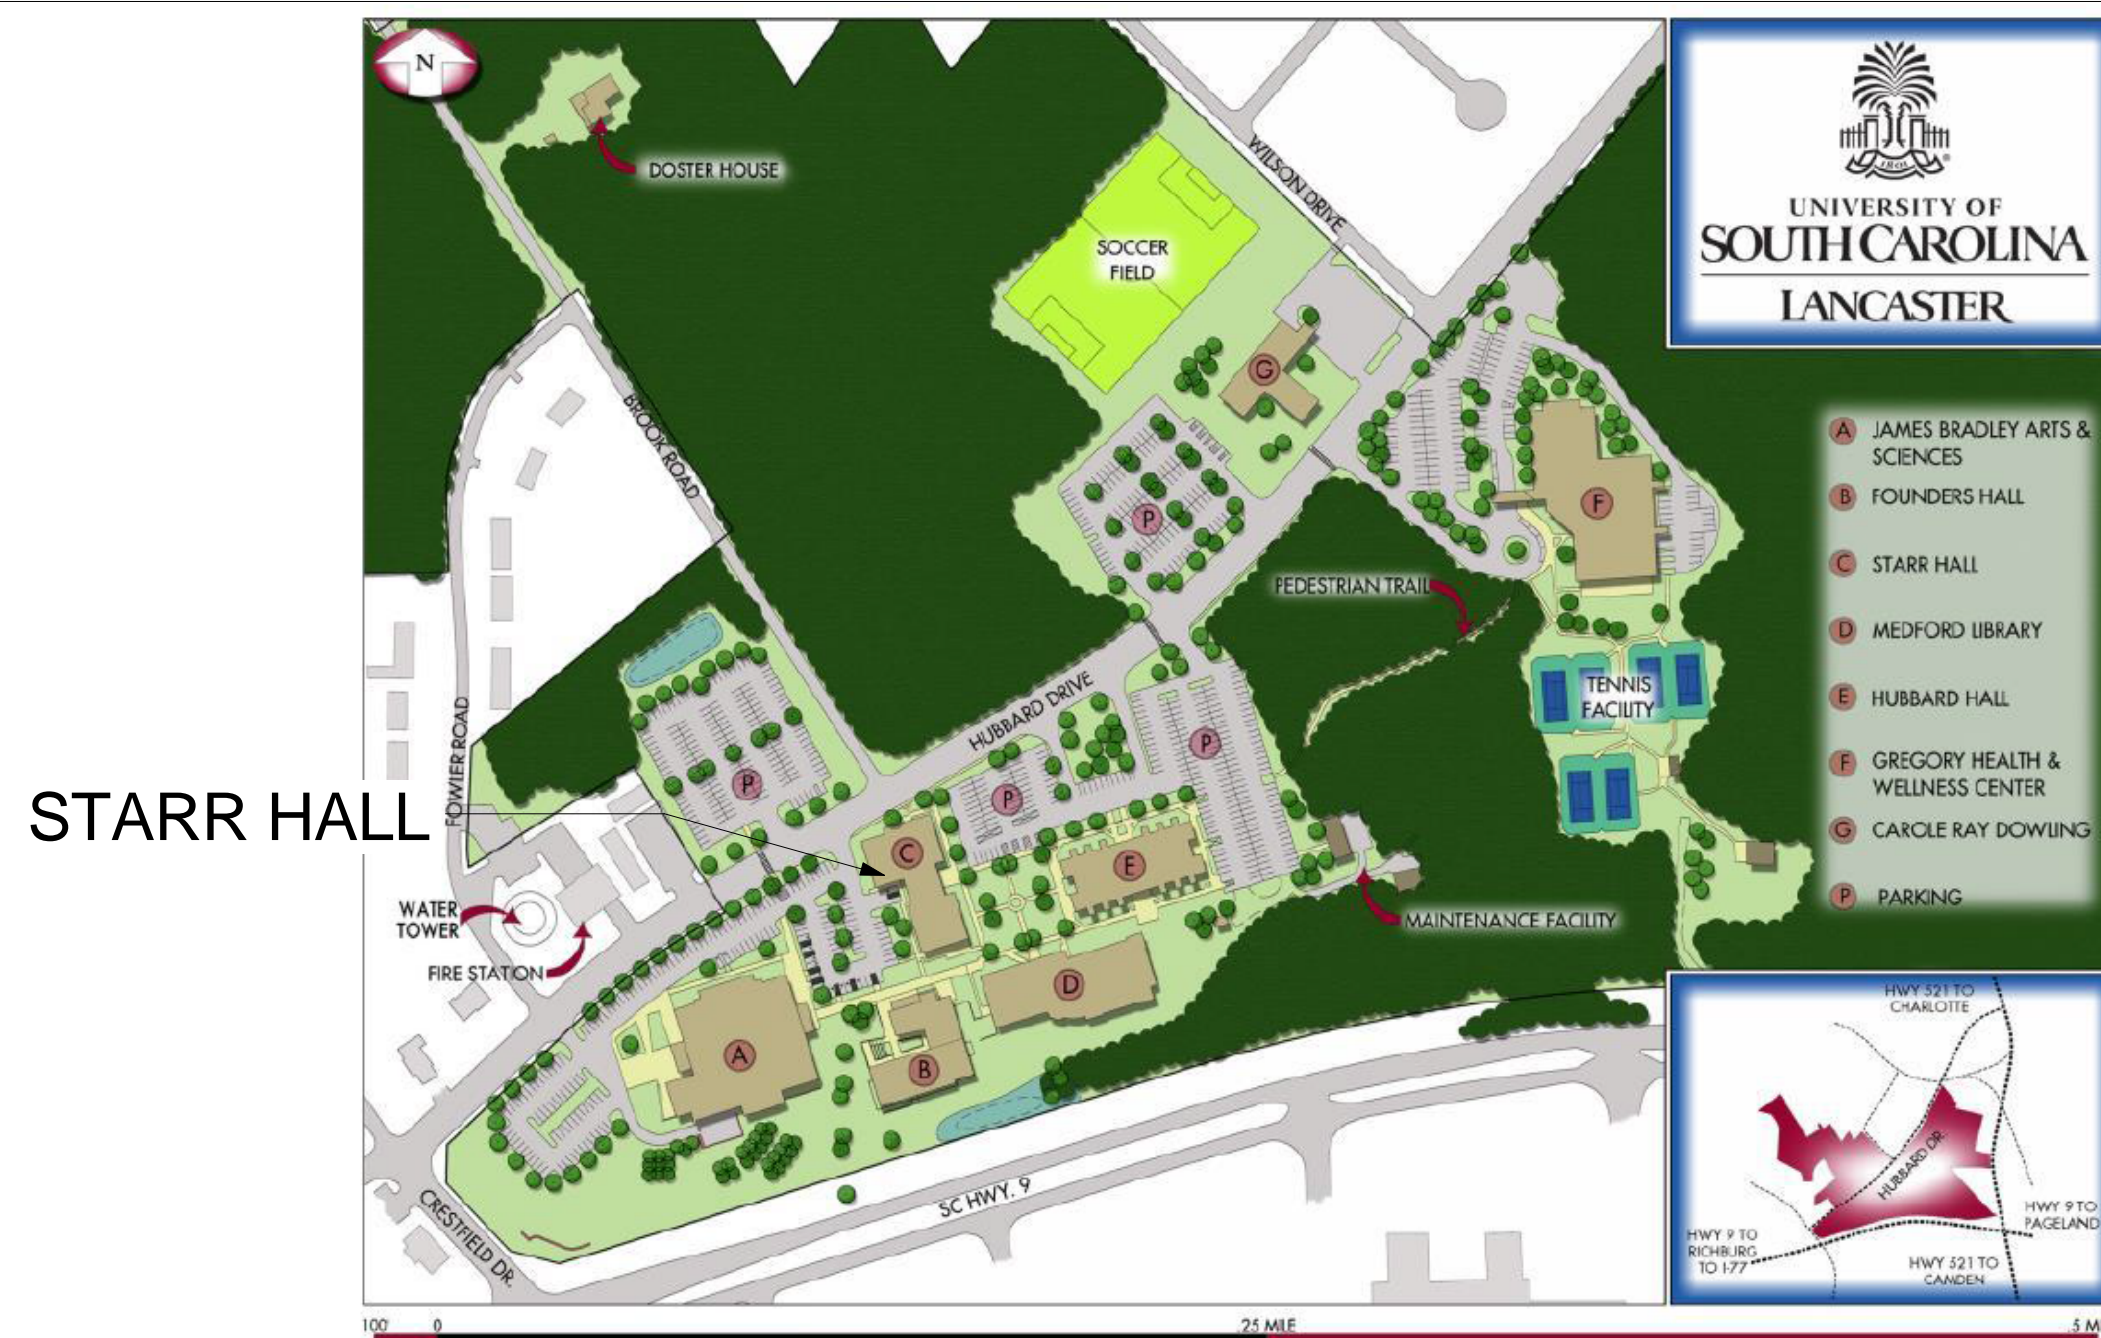 N
DOSTER HOUSE
WILSON DRIVE
SOCCER
FIELD
UNIVERSITY OF
SOUTH CAROLINA
LANCASTER
1801
G
BROOK ROAD
P
F
PEDESTRIAN TRAIL
TENNIS
FACILITY
HUBBARD DRIVE
FOWLER ROAD
P
P
P
STARR HALL
C
E
WATER
TOWER
FIRE STATION
MAINTENANCE FACILITY
D
A
B
SC HWY. 9
CRESTFIELD DR.
A JAMES BRADLEY ARTS &
SCIENCES
B FOUNDERS HALL
C STARR HALL
D MEDFORD LIBRARY
E HUBBARD HALL
F GREGORY HEALTH &
WELLNESS CENTER
G CAROLE RAY DOWLING
P PARKING
HWY 521 TO
CHARLOTTE
HUBBARD DR.
HWY 9 TO
PAGELAND
HWY 9 TO
RICHBURG
TO I-77
HWY 521 TO
CAMDEN
100' 0 .25 MILE .5 M